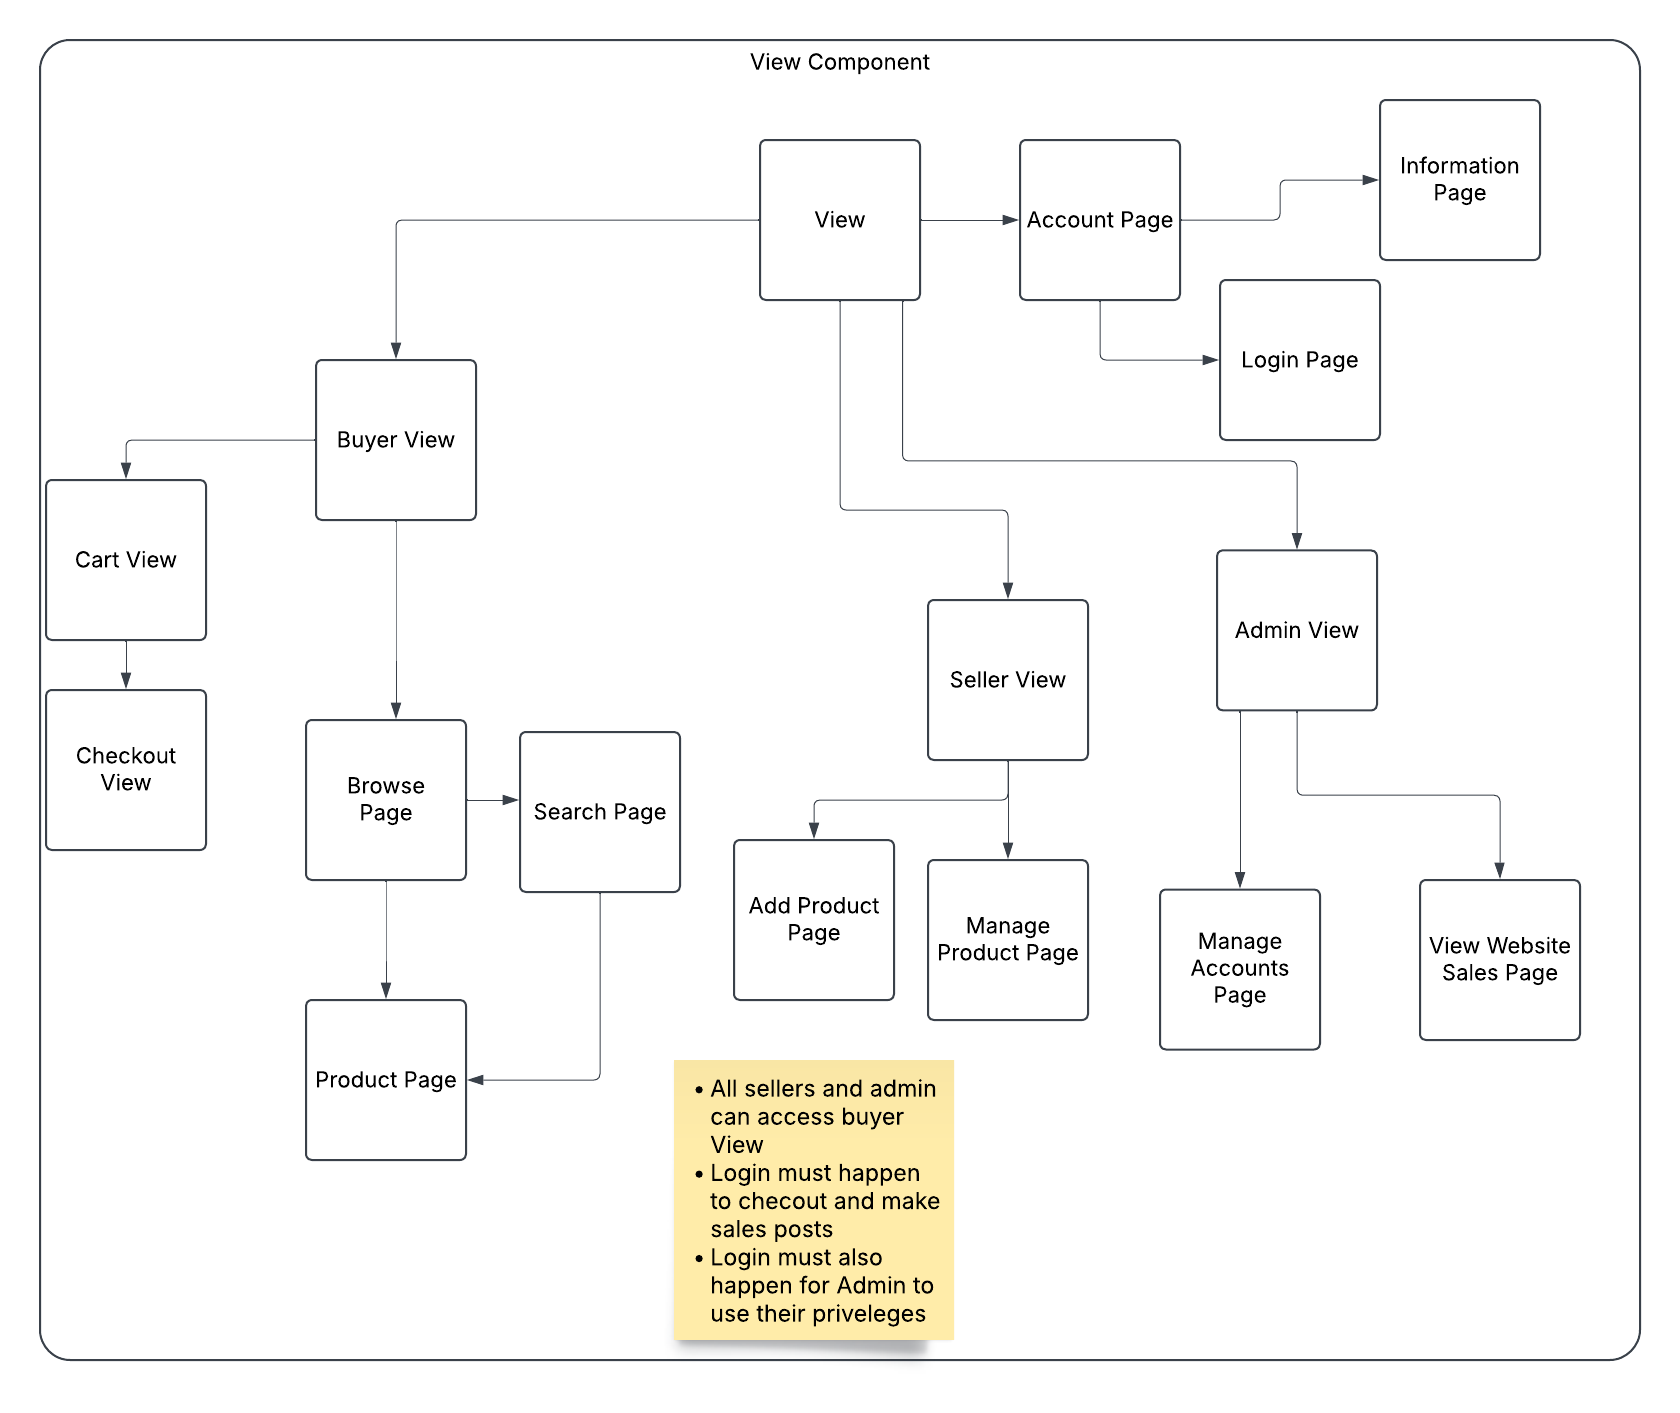 View Component
Information
Page
View
Account Page
Login Page
Buyer View
Cart View
Admin View
Seller View
Checkout
View
Browse
Page
Search Page
Add Product
Page
Manage
Product Page
Manage
Accounts
Page
View Website
Sales Page
Product Page
• All sellers and admin
can access buyer
View
• Login must happen
to checout and make
sales posts
• Login must also
happen for Admin to
use their priveleges